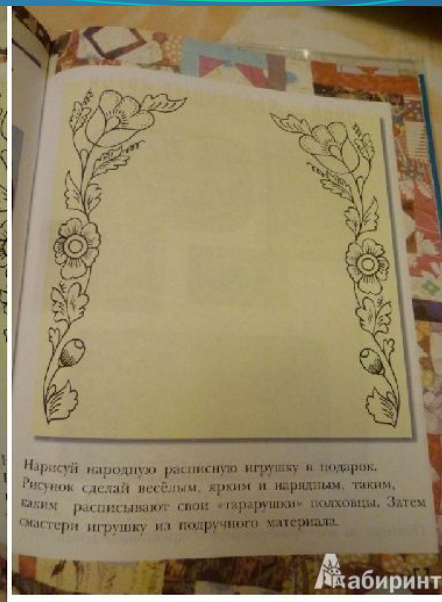 Нарисуй народную расписную игрушку в подарок.
Рисунок сделай весёлым, ярким и нарядным, таким,
каким расписывают свои «тарарушки» полховцы. Затем
смастери игрушку из подручного материала.
Лабиринт